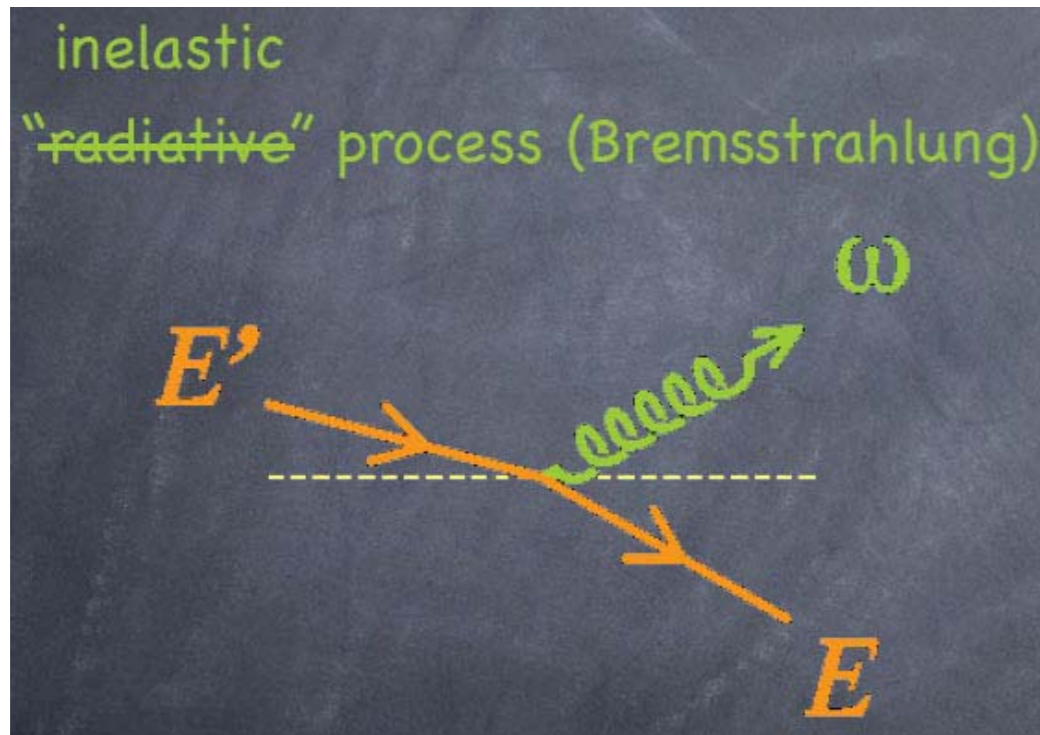 inelastic
"radiative" process (Bremsstrahlung)
ω
E’
E